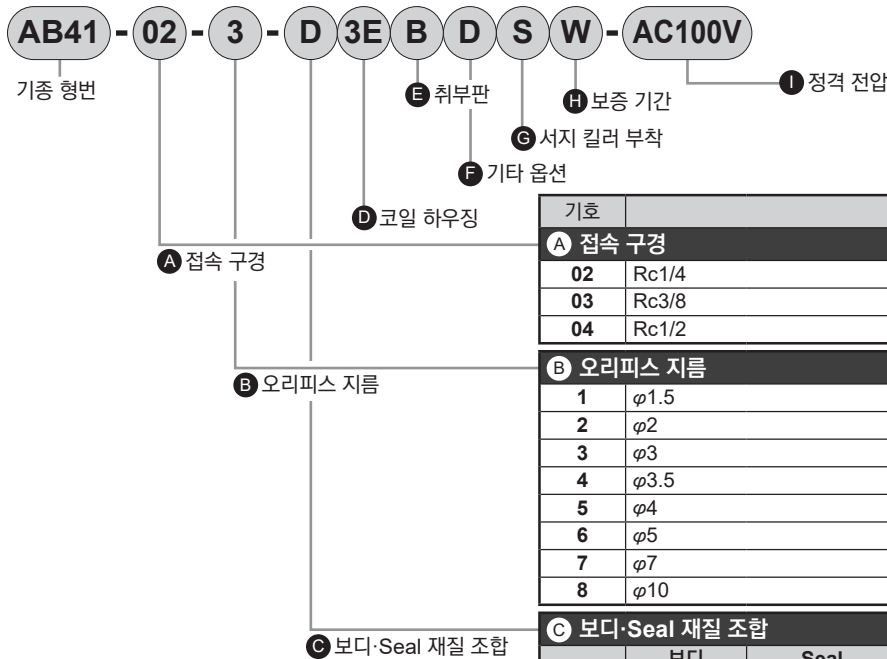 AB41 - 02 - 3 - D 3E B D S W - AC100V
기종 형번
E 취부판
H 보증 기간
I 정격 전압
G 서지 킬러 부착
F 기타 옵션
D 코일 하우징
A 접속 구경
B 오리피스 지름
C 보디·Seal 재질 조합
기호
A 접속 구경
02 Rc1/4
03 Rc3/8
04 Rc1/2
B 오리피스 지름
1 φ1.5
2 φ2
3 φ3
4 φ3.5
5 φ4
6 φ5
7 φ7
8 φ10
C 보디·Seal 재질 조합
보디 Seal